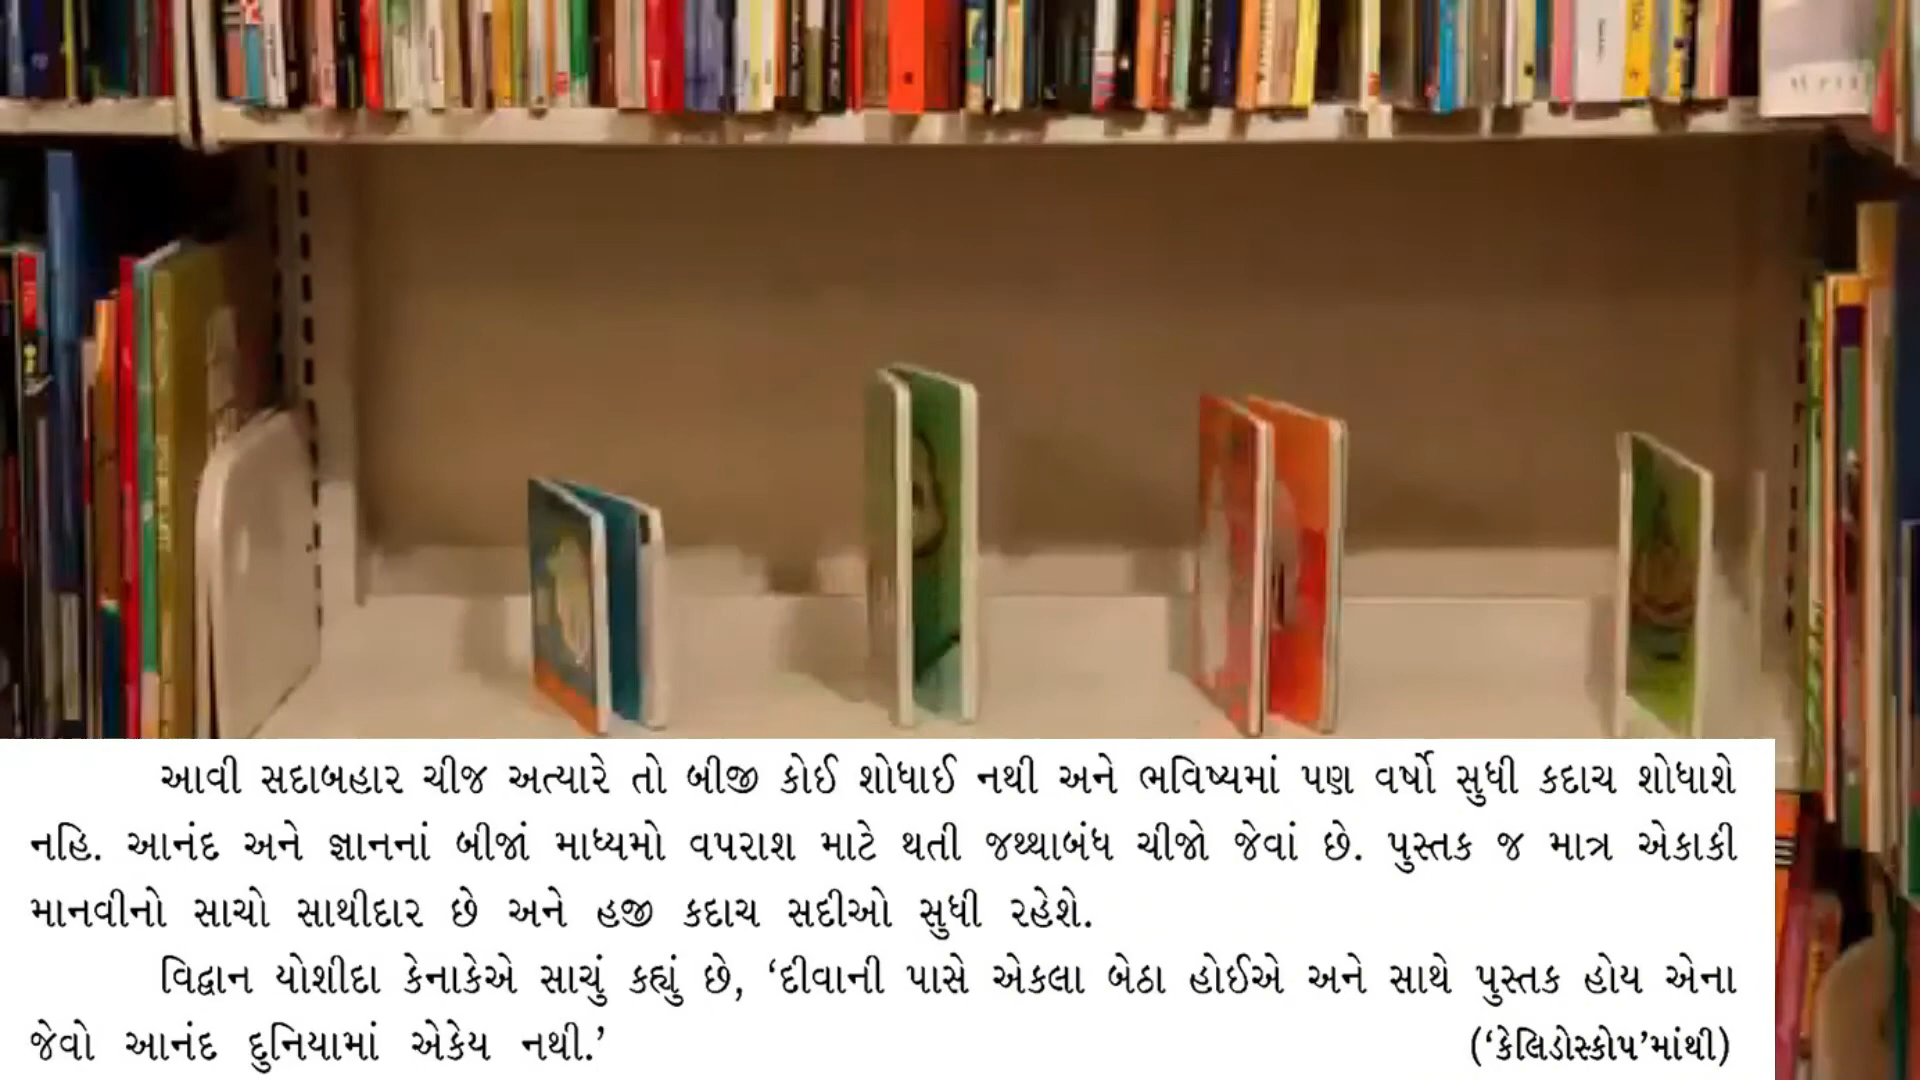 આવી સદાબહાર ચીજ અત્યારે તો બીજી કોઈ શોધાઈ નથી અને ભવિષ્યમાં પણ વર્ષો સુધી કદાચ શોધાશે
નહિ. આનંદ અને જ્ઞાનનાં બીજાં માધ્યમો વપરાશ માટે થતી જથ્થાબંધ ચીજો જેવાં છે. પુસ્તક જ માત્ર એકાકી
માનવીનો સાચો સાથીદાર છે અને હજી કદાચ સદીઓ સુધી રહેશે.
વિદ્વાન યોશીદા કેનાકેએ સાચું કહ્યું છે, ‘દીવાની પાસે એકલા બેઠા હોઈએ અને સાથે પુસ્તક હોય એના
જેવો આનંદ દુનિયામાં એકેય નથી.’ (‘કેલિડોસ્કોપ’માંથી)